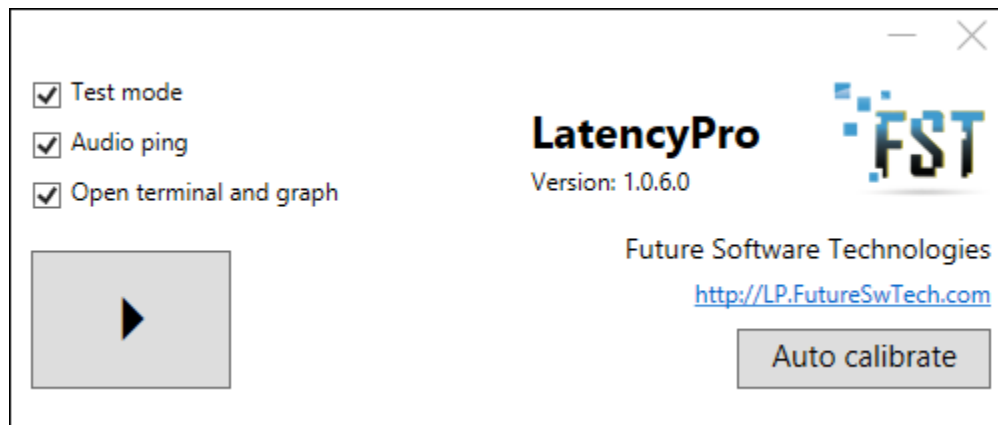 Test mode
Audio ping
Open terminal and graph
LatencyPro
Version: 1.0.6.0
FST
Future Software Technologies
http://LP.FutureSwTech.com
Auto calibrate